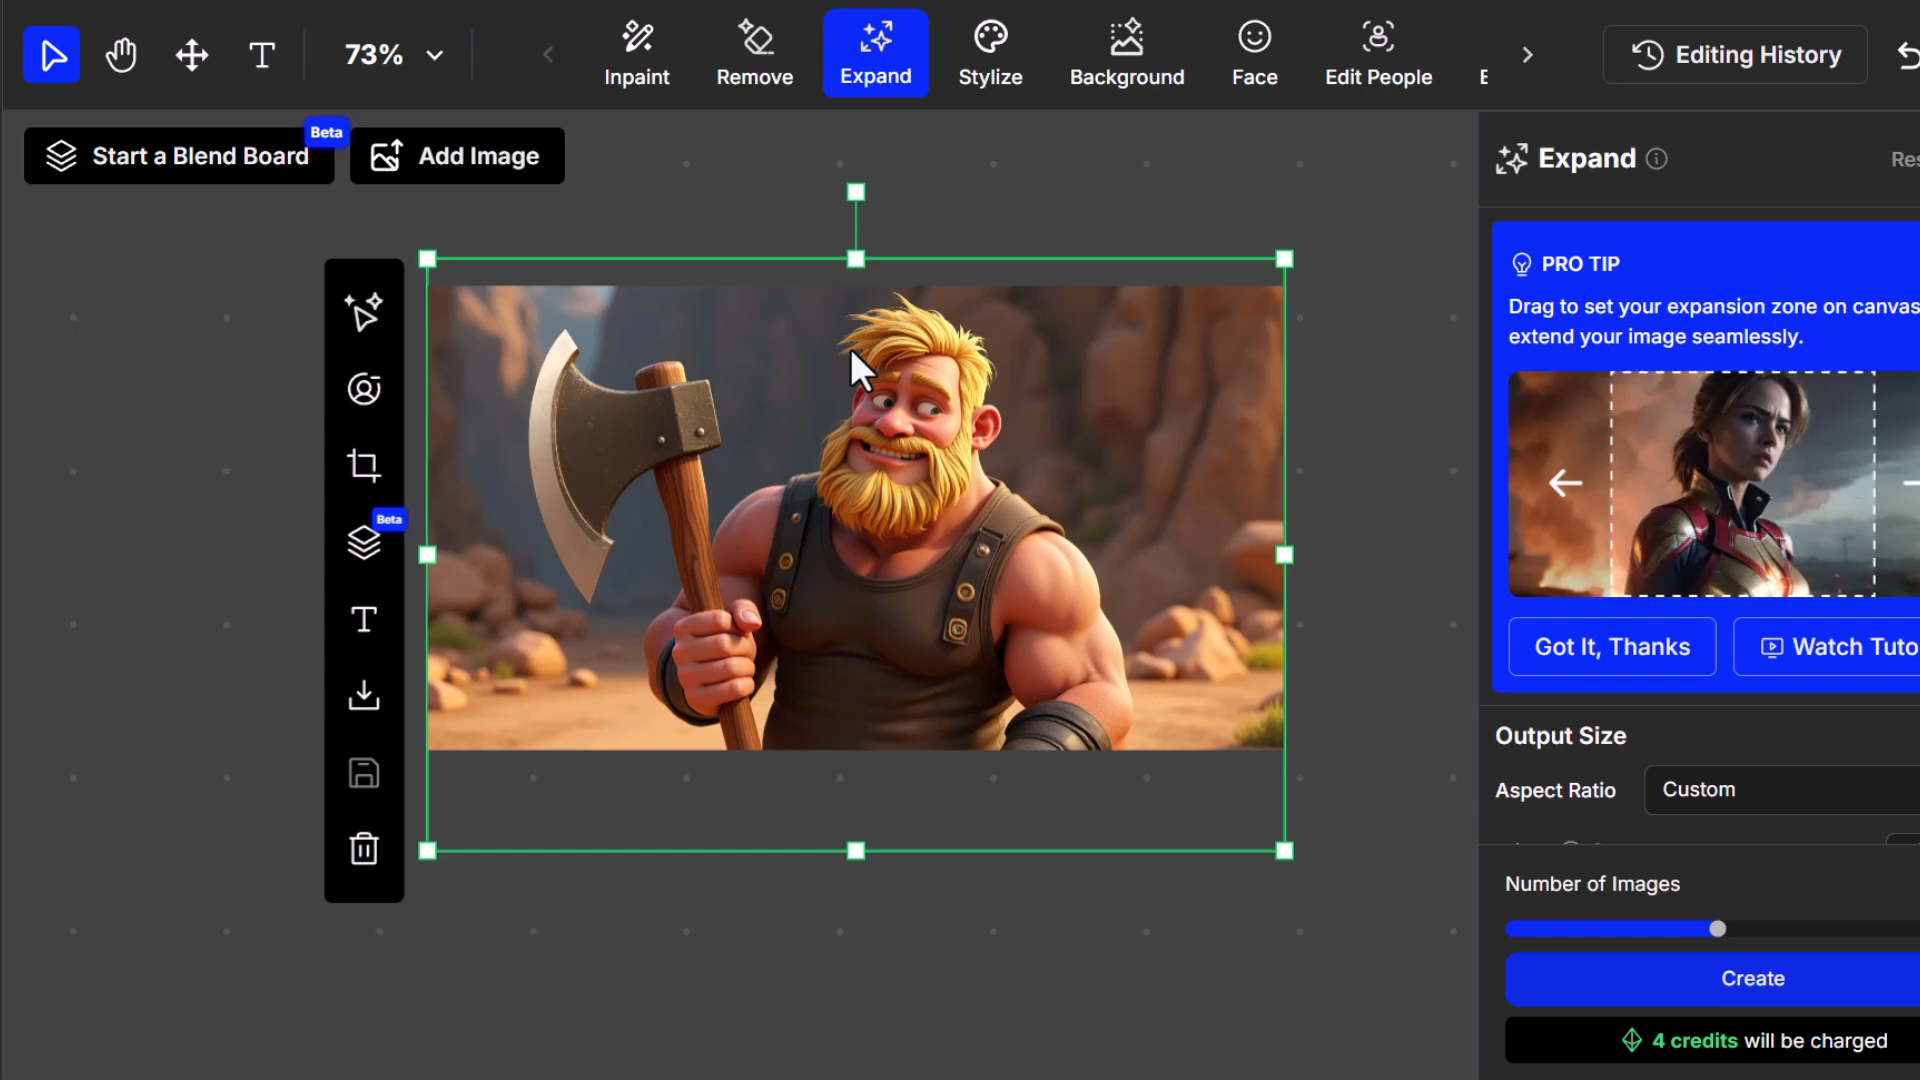 73%
Inpaint
Remove
Expand
Stylize
Background
Face
Edit People
Editing History
Start a Blend Board
Beta
Add Image
Beta
Expand
PRO TIP
Drag to set your expansion zone on canvas
extend your image seamlessly.
Got It, Thanks
Watch
Output Size
Aspect Ratio
Custom
Number of Images
Create
4 credits will be charged